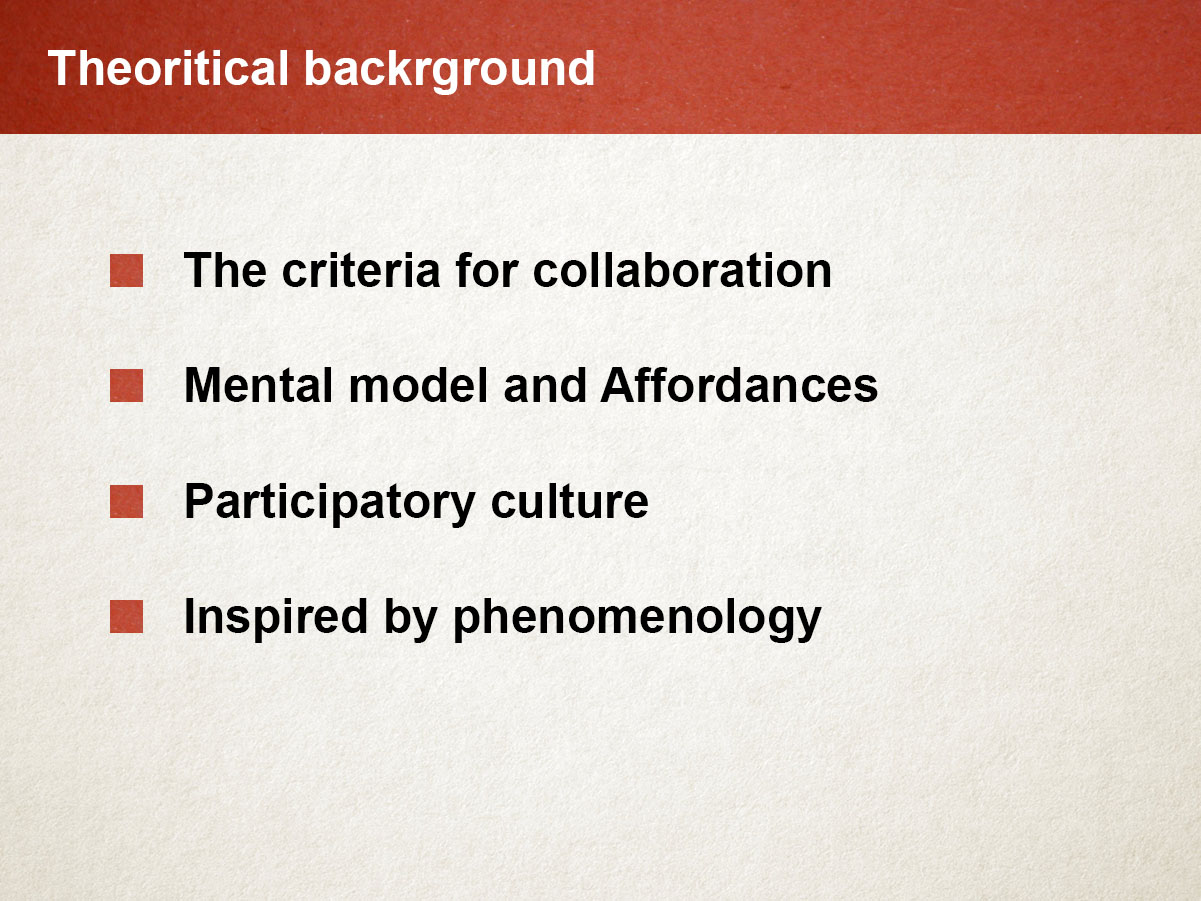 Theoritical backrground
The criteria for collaboration
Mental model and Affordances
Participatory culture
Inspired by phenomenology